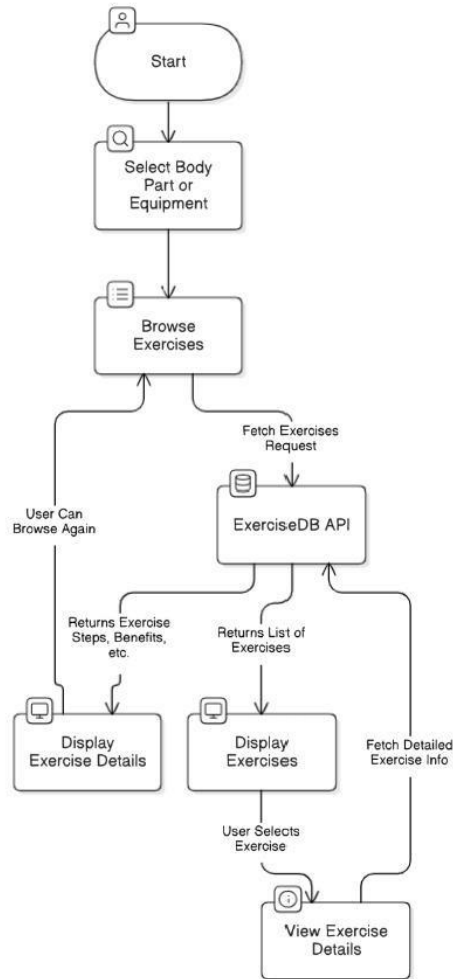 Start
Select Body
Part or
Equipment
Browse
Exercises
Fetch Exercises
Request
User Can
Browse Again
ExerciseDB API
Returns Exercise
Steps, Benefits,
etc.
Returns List of
Exercises
Display
Exercise Details
Display
Exercises
Fetch Detailed
Exercise Info
User Selects
Exercise
View Exercise
Details